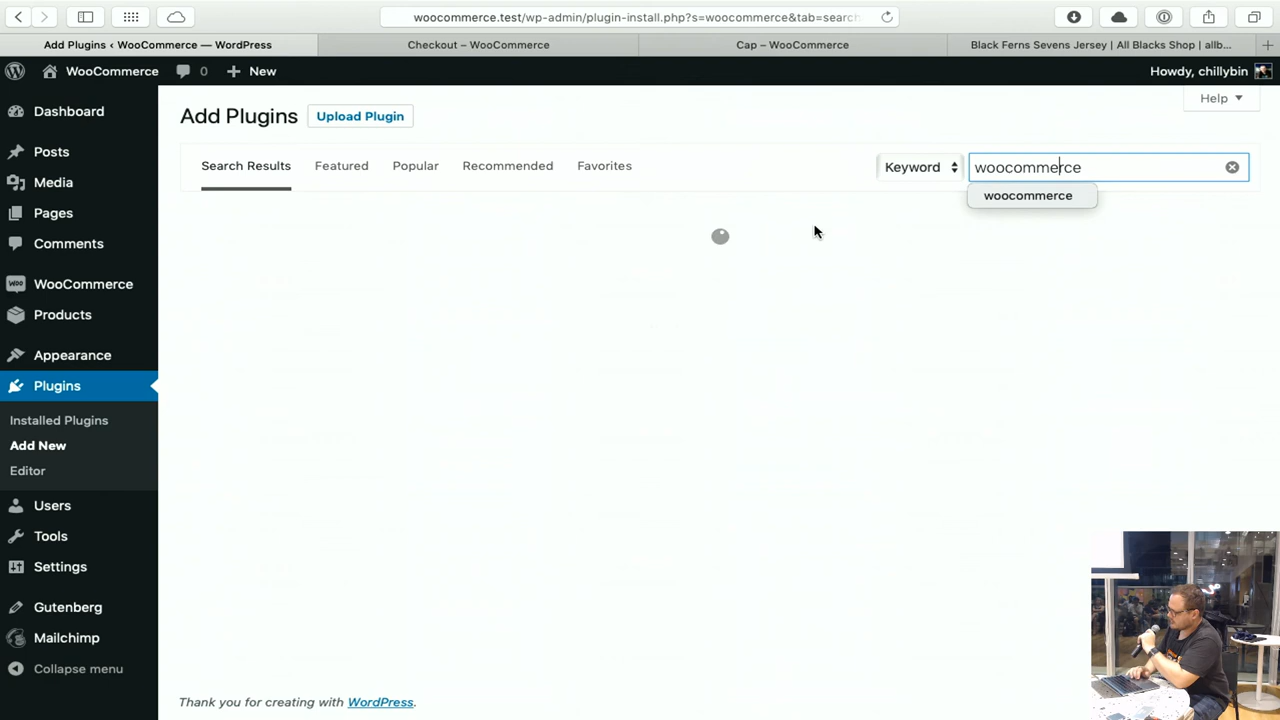 woocommerce.test/wp-admin/plugin-install.php?s=woocommerce&tab=search
Add Plugins ‹ WooCommerce — WordPress
Checkout – WooCommerce
Cap – WooCommerce
Black Ferns Sevens Jersey | All Blacks Shop | allb...
WooCommerce
0
New
Howdy, chillybin
Dashboard
Posts
Media
Pages
Comments
WooCommerce
Products
Appearance
Plugins
Installed Plugins
Add New
Editor
Users
Tools
Settings
Gutenberg
Mailchimp
Collapse menu
Help
Add Plugins
Upload Plugin
Search Results
Featured
Popular
Recommended
Favorites
Keyword
woocommerce
woocommerce
Thank you for creating with WordPress.